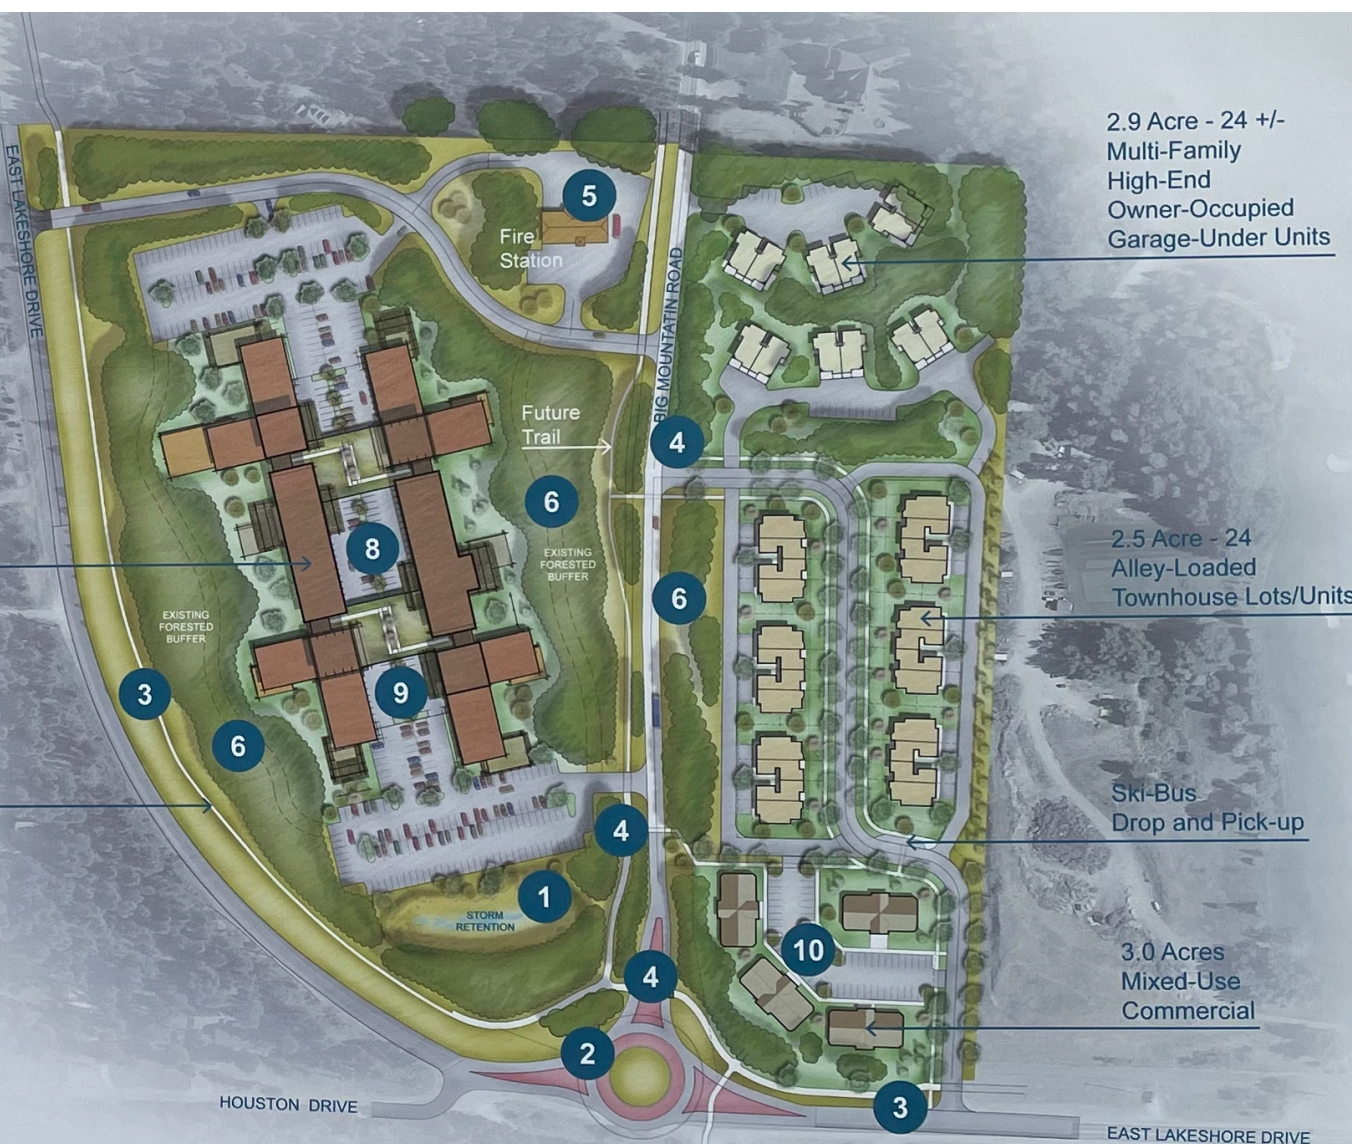 2.9 Acre - 24 +/-
Multi-Family
High-End
Owner-Occupied
Garage-Under Units
EAST LAKESHORE DRIVE
5
Fire
Station
BIG MOUNTAIN ROAD
Future
Trail
4
6
EXISTING
FORESTED
BUFFER
8
2.5 Acre - 24
Alley-Loaded
Townhouse Lots/Units
6
EXISTING
FORESTED
BUFFER
3
9
6
Ski-Bus
Drop and Pick-up
4
1
STORM
RETENTION
10
3.0 Acres
Mixed-Use
Commercial
4
2
3
HOUSTON DRIVE
EAST LAKESHORE DRIVE